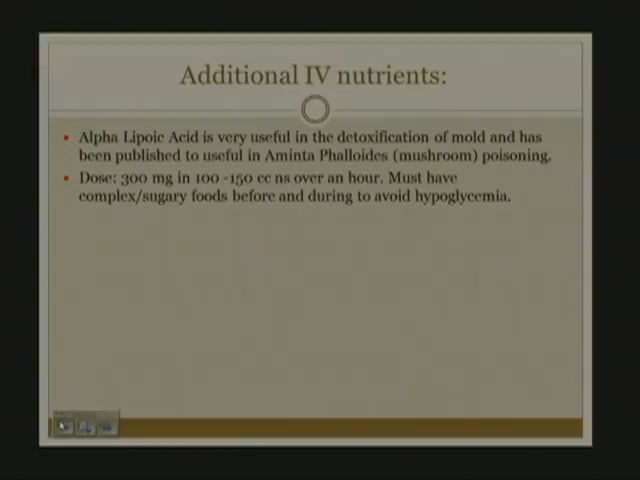 Additional IV nutrients:
Alpha Lipoic Acid is very useful in the detoxification of mold and has
been published to useful in Aminta Phalloides (mushroom) poisoning.
Dose: 300 mg in 100 -150 cc ns over an hour. Must have
complex/sugary foods before and during to avoid hypoglycemia.